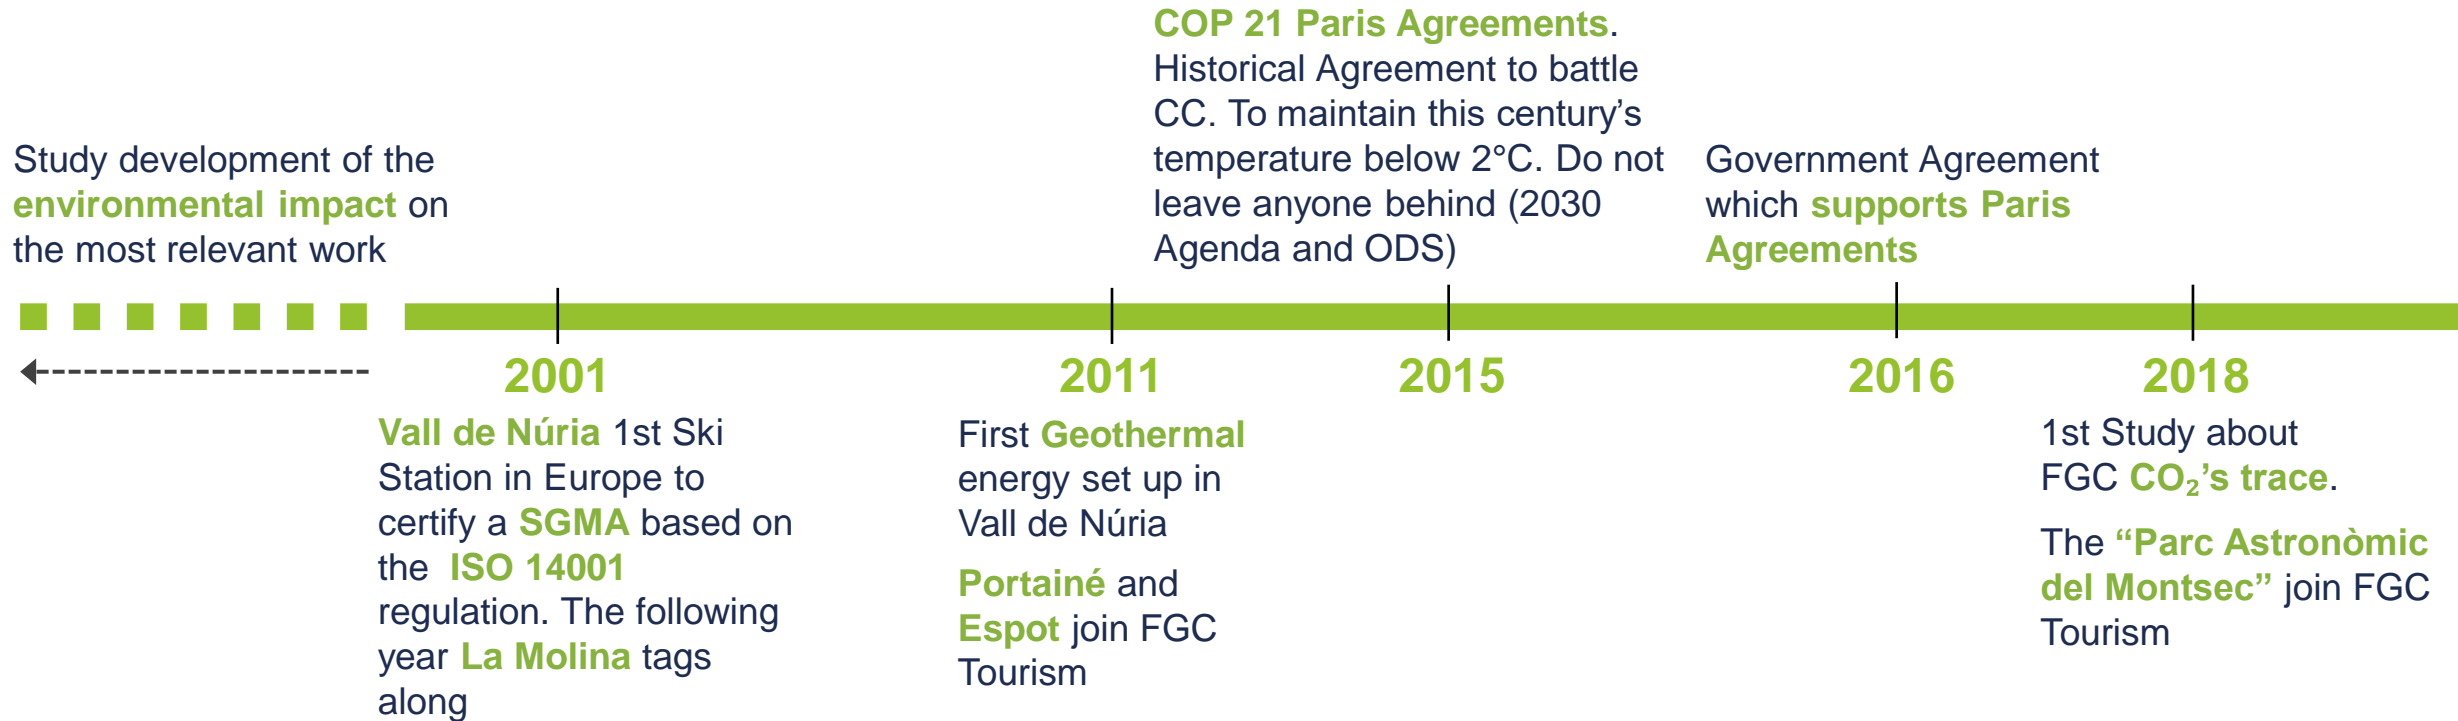 Study development of the
environmental impact on
the most relevant work
COP 21 Paris Agreements.
Historical Agreement to battle
CC. To maintain this century’s
temperature below 2°C. Do not
leave anyone behind (2030
Agenda and ODS)
Government Agreement
which supports Paris
Agreements
2001
2011
2015
2016
2018
Vall de Núria 1st Ski
Station in Europe to
certify a SGMA based on
the ISO 14001
regulation. The following
year La Molina tags
along
First Geothermal
energy set up in
Vall de Núria
Portainé and
Espot join FGC
Tourism
1st Study about
FGC CO₂’s trace.
The “Parc Astronòmic
del Montsec” join FGC
Tourism